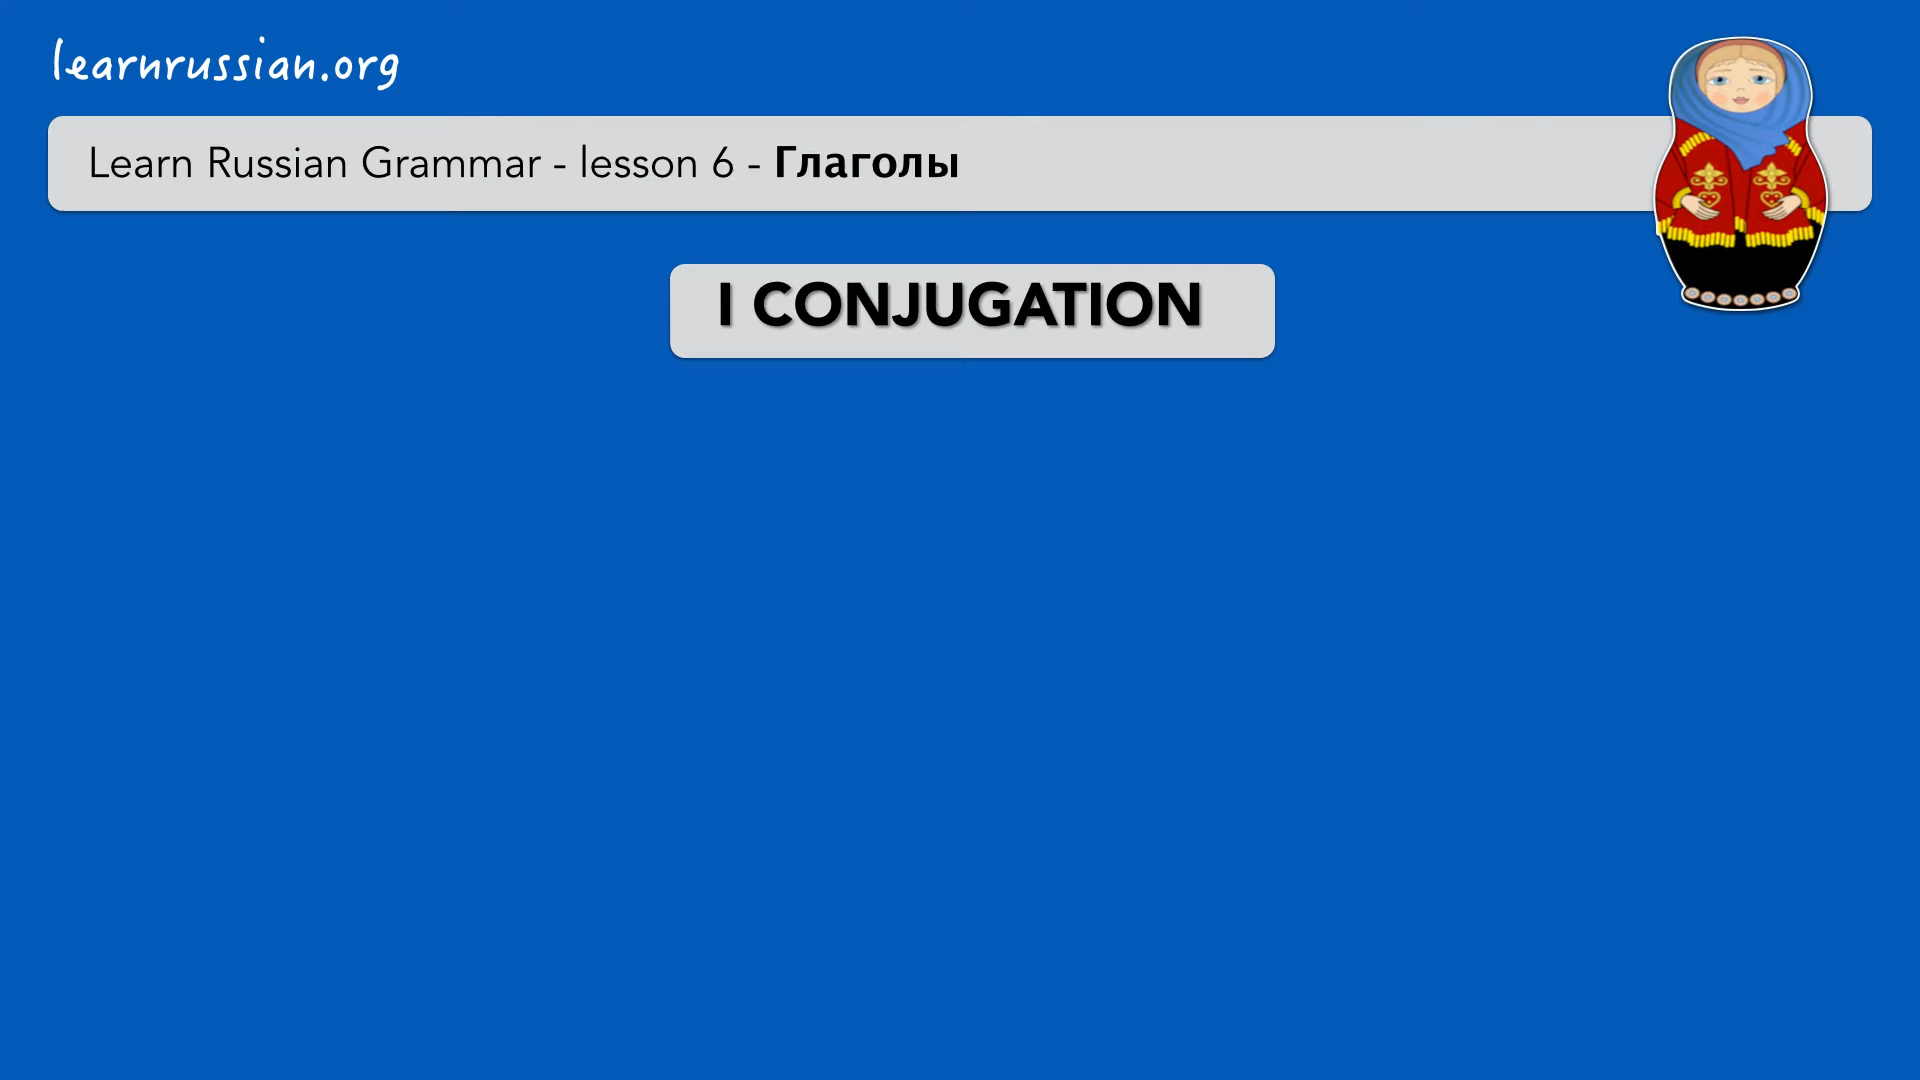 learnrussian.org
Learn Russian Grammar - lesson 6 - Глаголы
I CONJUGATION